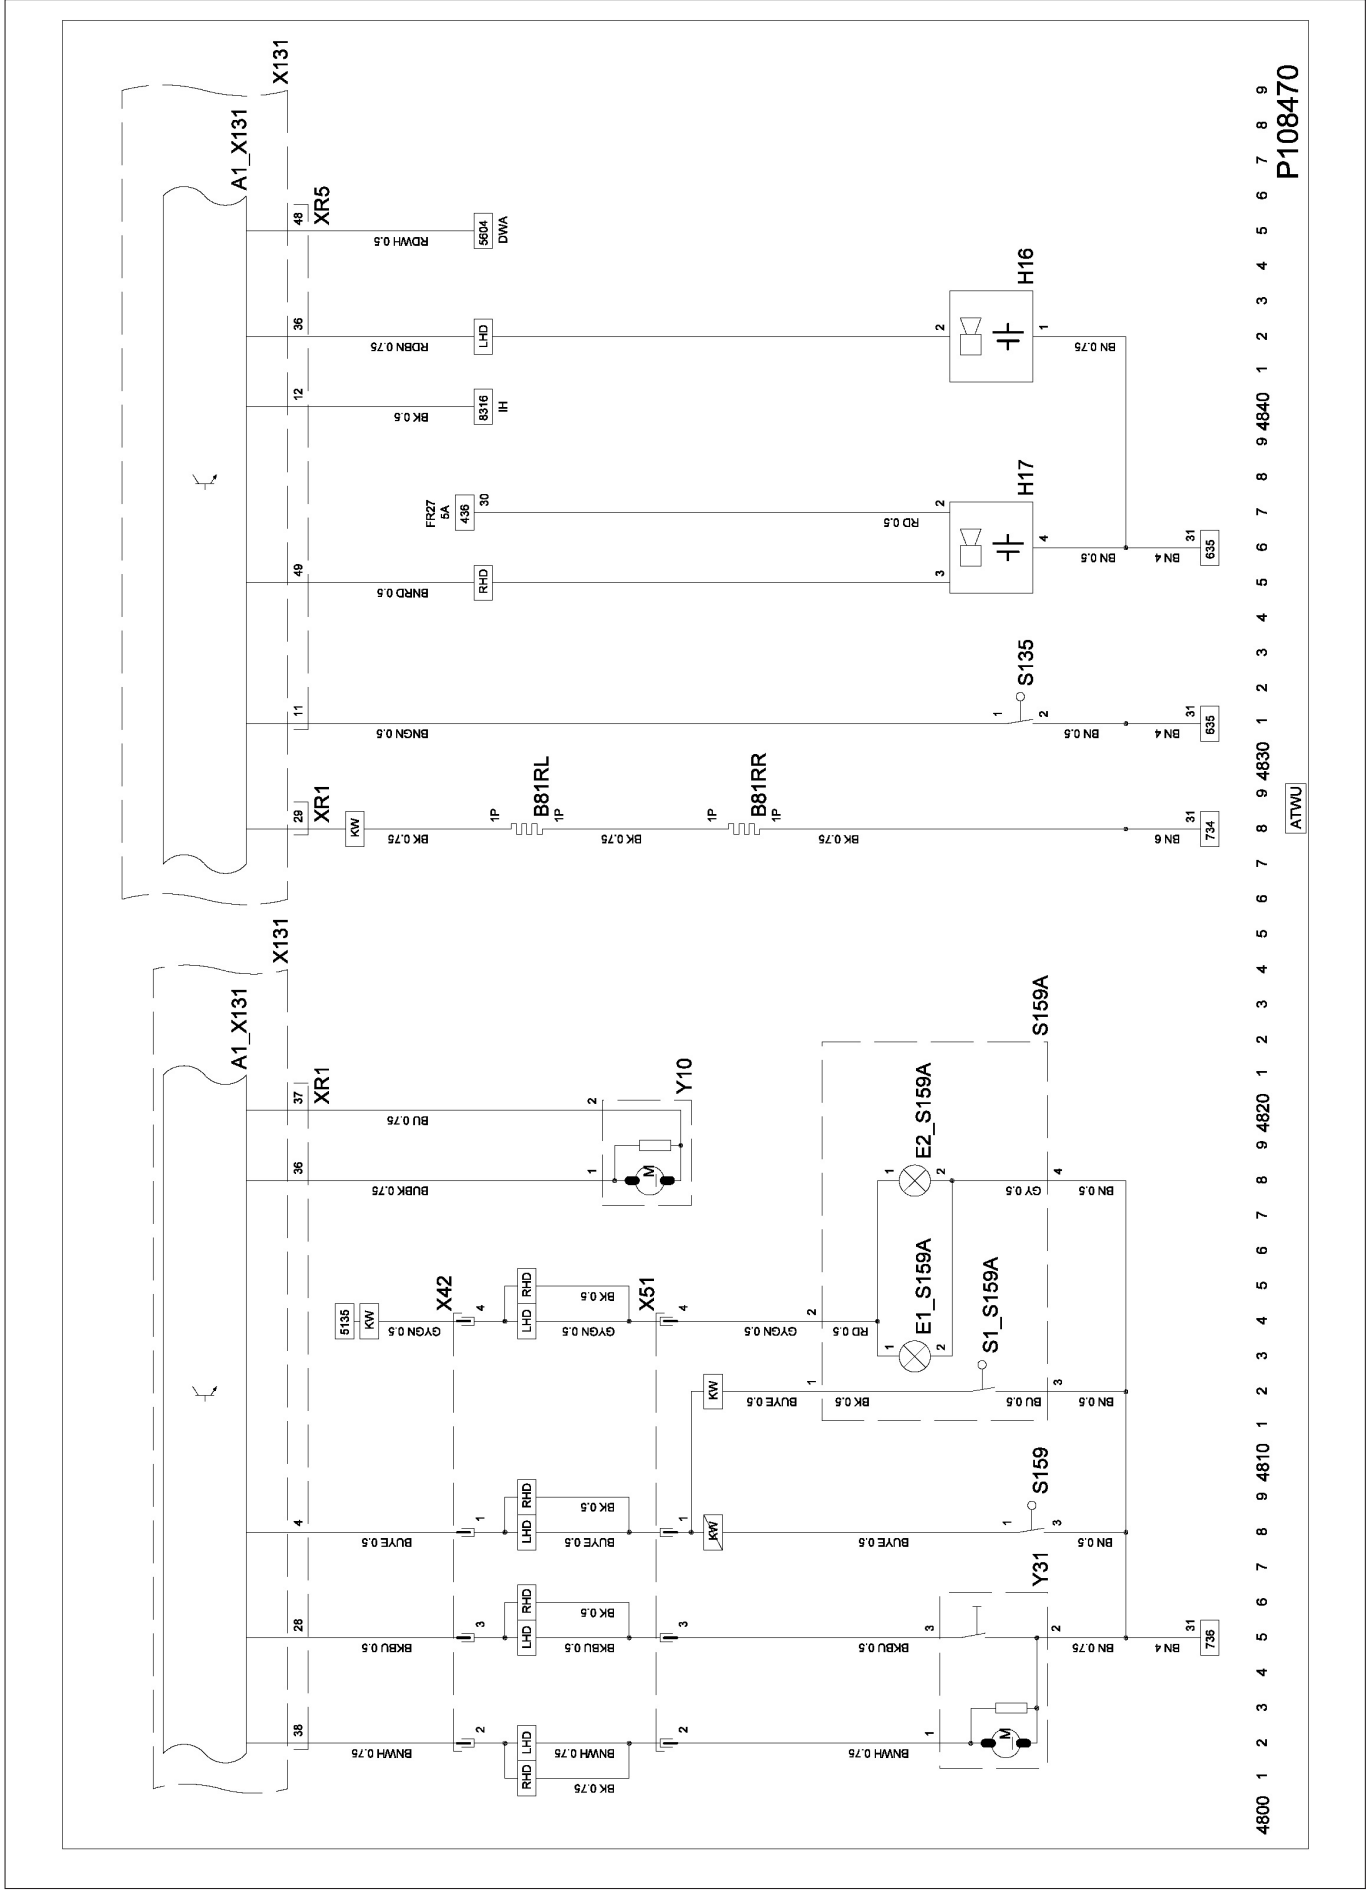 X131
A1_X131
38
28
4
36
37
XR1
BNWH 0.75
BKBU 0.5
BUYE 0.5
5135
KW
GYGN 0.5
BUBK 0.75
BU 0.75
X42
2
3
1
4
1
2
Y10
M
RHD
LHD
LHD
RHD
LHD
RHD
LHD
RHD
BK 0.75
BNWH 0.75
BKBU 0.5
BK 0.5
BUYE 0.5
BK 0.5
GYGN 0.5
BK 0.5
X51
2
3
1
4
KW
KW
BNWH 0.75
BKBU 0.5
BUYE 0.5
BUYE 0.5
GYGN 0.5
1
2
BK 0.5
RD 0.5
1
3
1
1
2
2
E1_S159A
E2_S159A
S1_S159A
S159A
M
Y31
1
S159
BU 0.5
GY 0.5
2
3
3
4
BN 0.75
BN 0.5
BN 0.5
BN 0.5
BN 4
31
736
X131
A1_X131
29
XR1
11
49
12
36
48
XR5
KW
BK 0.75
BNGN 0.5
BNRD 0.5
BK 0.5
RDBN 0.75
RDWH 0.5
FR27
5A
436
30
RHD
8316
IH
LHD
5604
DWA
1P
1P
B81RL
BK 0.75
1P
1P
B81RR
BK 0.75
RD 0.5
3
2
2
1
2
S135
4
H17
1
H16
BN 0.5
BN 0.5
BN 0.75
BN 6
31
734
BN 4
31
635
BN 4
31
635
4800 1 2 3 4 5 6 7 8 9 4810 1 2 3 4 5 6 7 8 9 4820 1 2 3 4 5 6 7 8 9 4830 1 2 3 4 5 6 7 8 9 4840 1 2 3 4 5 6 7 8 9
ATWU
P108470